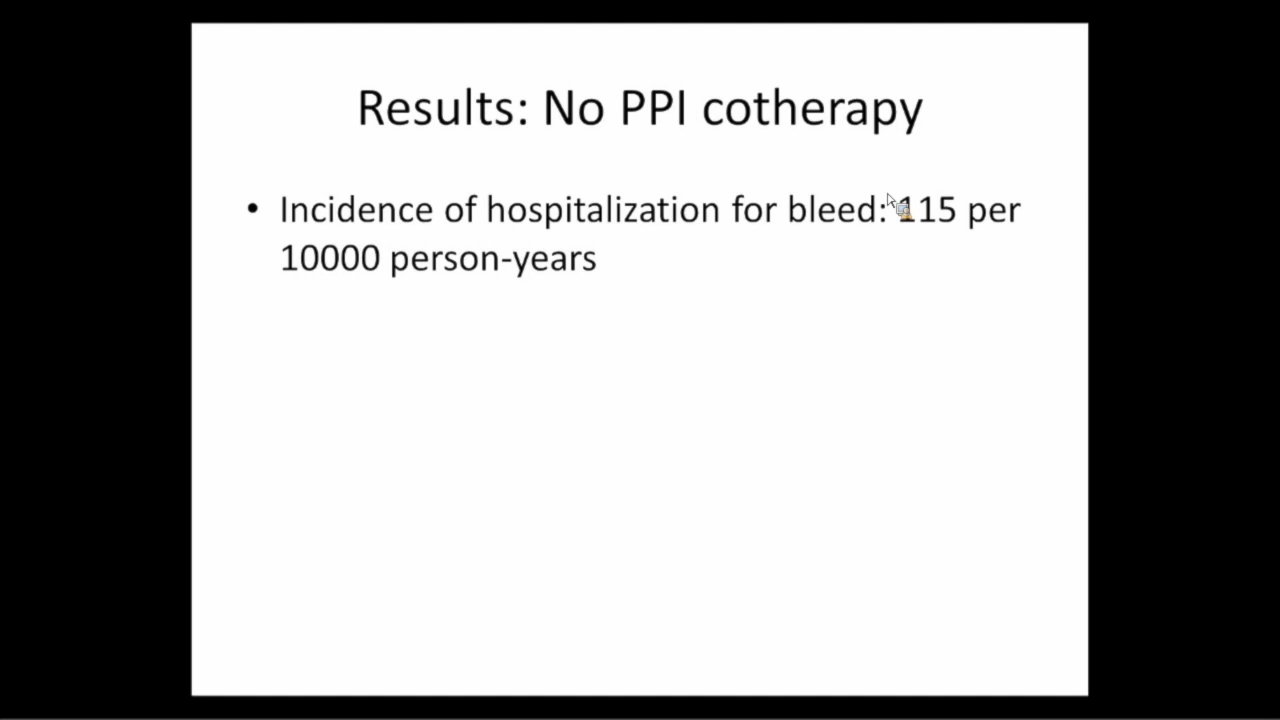 Results: No PPI cotherapy
• Incidence of hospitalization for bleed: 115 per
10000 person-years